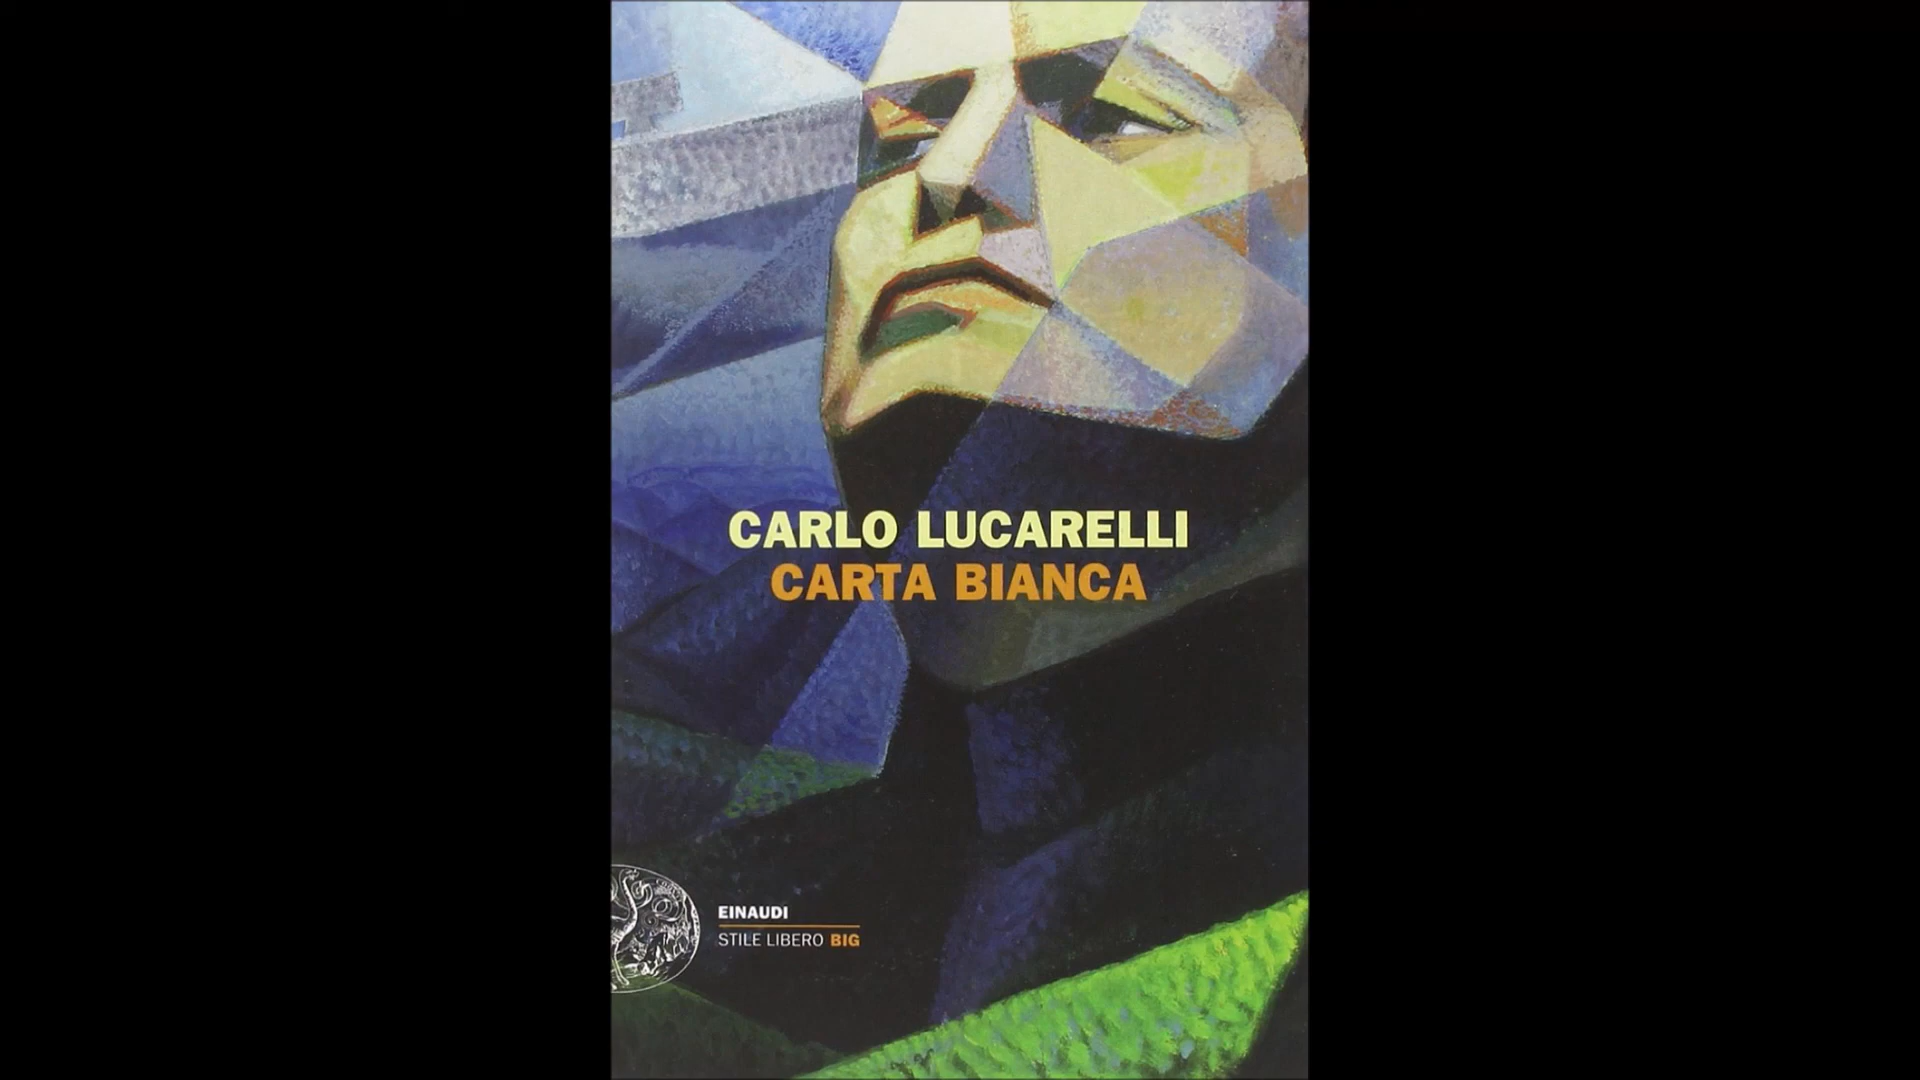 CARLO LUCARELLI
CARTA BIANCA
EINAUDI
STILE LIBERO BIG